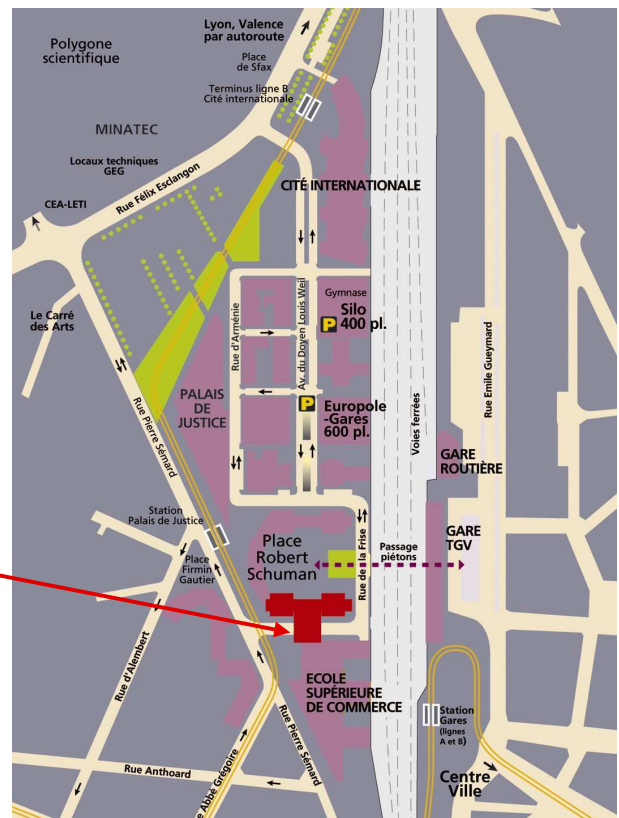 Lyon, Valence
par autoroute
Polygone
scientifique
Place
de Sfax
Terminus ligne B
Cité internationale
MINATEC
Locaux techniques
GEG
Rue Félix Esclangon
CEA-LETI
CITÉ INTERNATIONALE
Gymnase
Silo
P 400 pl.
Le Carré
des Arts
Rue d'Arménie
Av. du Doyen Louis Weil
Rue Emile Gueymard
PALAIS
DE
JUSTICE
P Europole
-Gares
600 pl.
Voies ferrées
Rue Pierre Sémard
GARE
ROUTIÈRE
Station
Palais de Justice
Place
Robert
Schuman
Rue de la Frise
Passage
piétons
GARE
TGV
Place
Firmin
Gautier
Rue d'Alembert
ECOLE
SUPÉRIEURE
DE COMMERCE
Rue Pierre Sémard
Station
Gares
(lignes
A et B)
Rue Anthoard
Abbé Grégoire
Centre
Ville